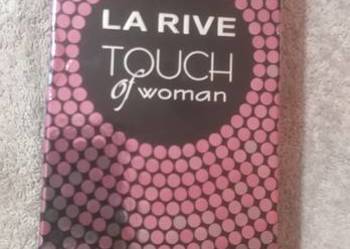 LA RIVE
TOUCH
of woman